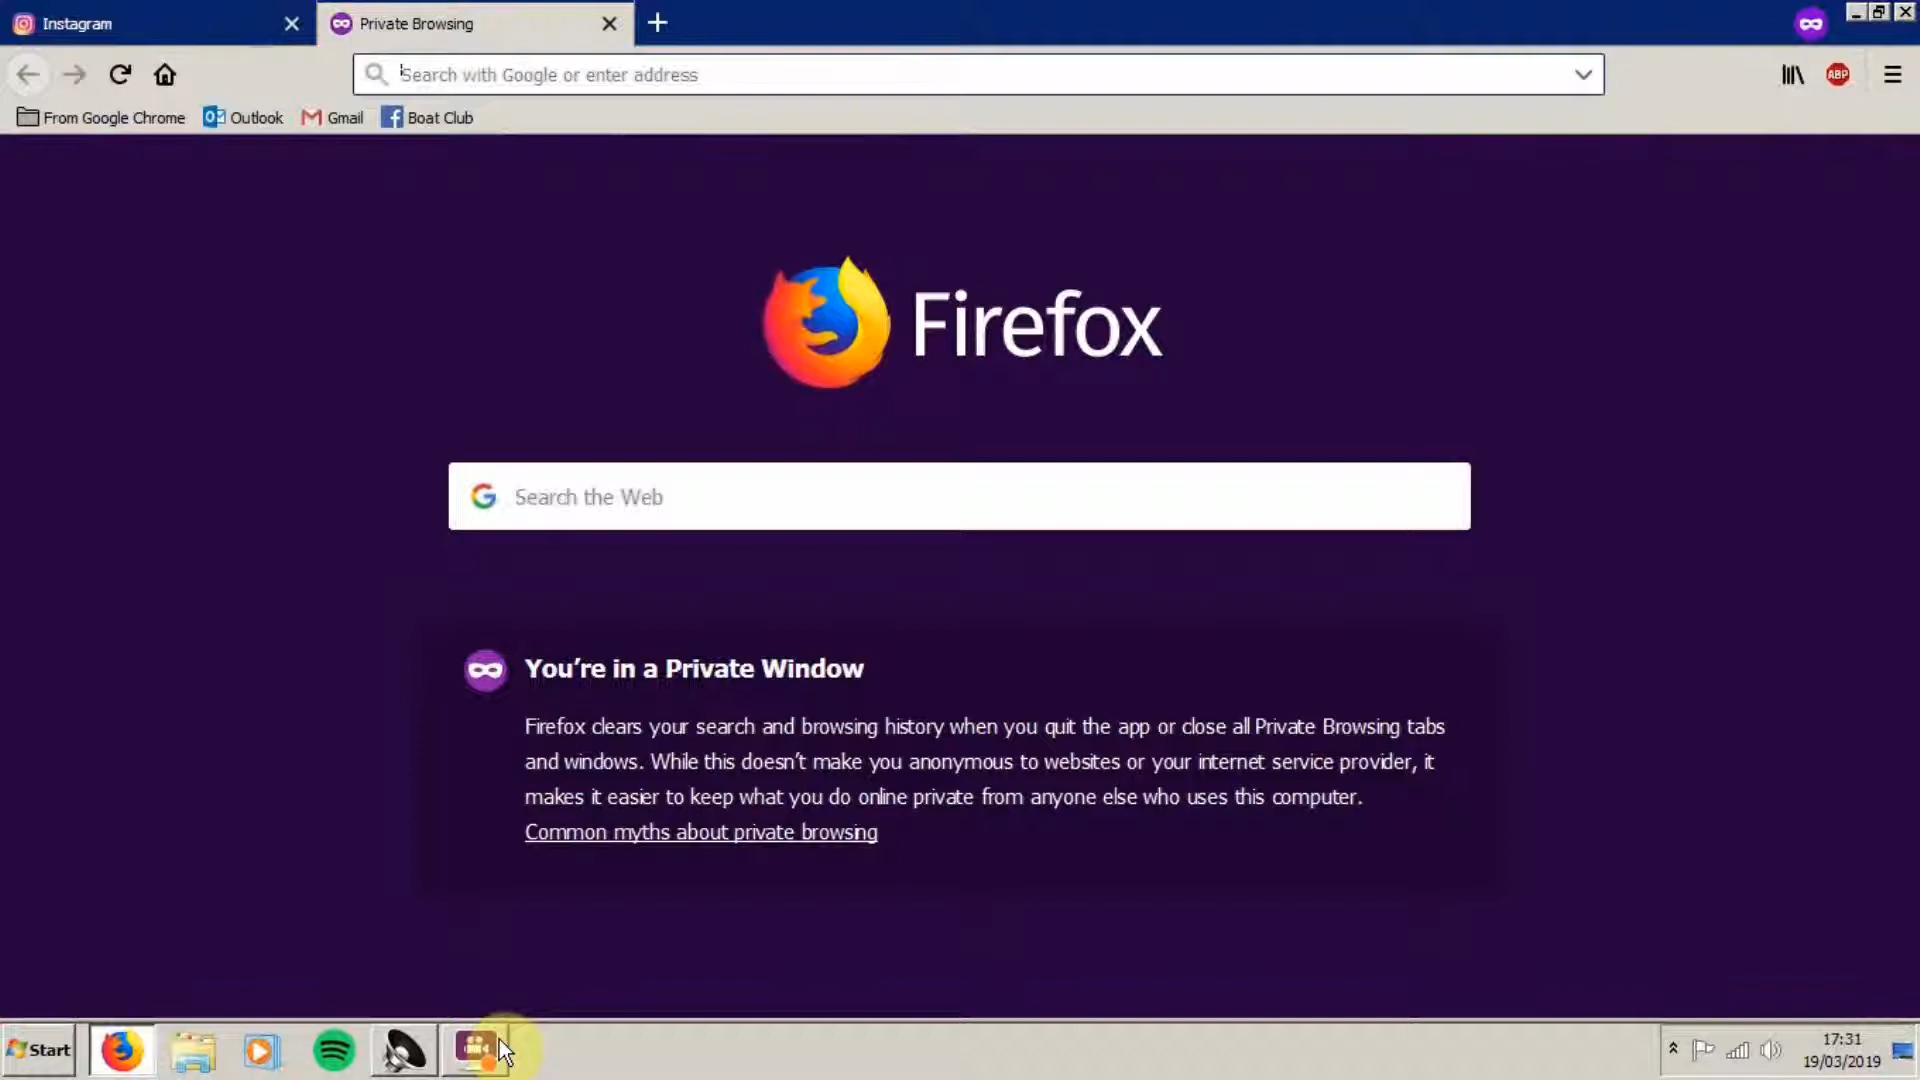 Instagram
Private Browsing
Search with Google or enter address
ABP
From Google Chrome
Outlook
Gmail
Boat Club
Firefox
Search the Web
You’re in a Private Window
Firefox clears your search and browsing history when you quit the app or close all Private Browsing tabs
and windows. While this doesn’t make you anonymous to websites or your internet service provider, it
makes it easier to keep what you do online private from anyone else who uses this computer.
Common myths about private browsing
Start
17:31
19/03/2019